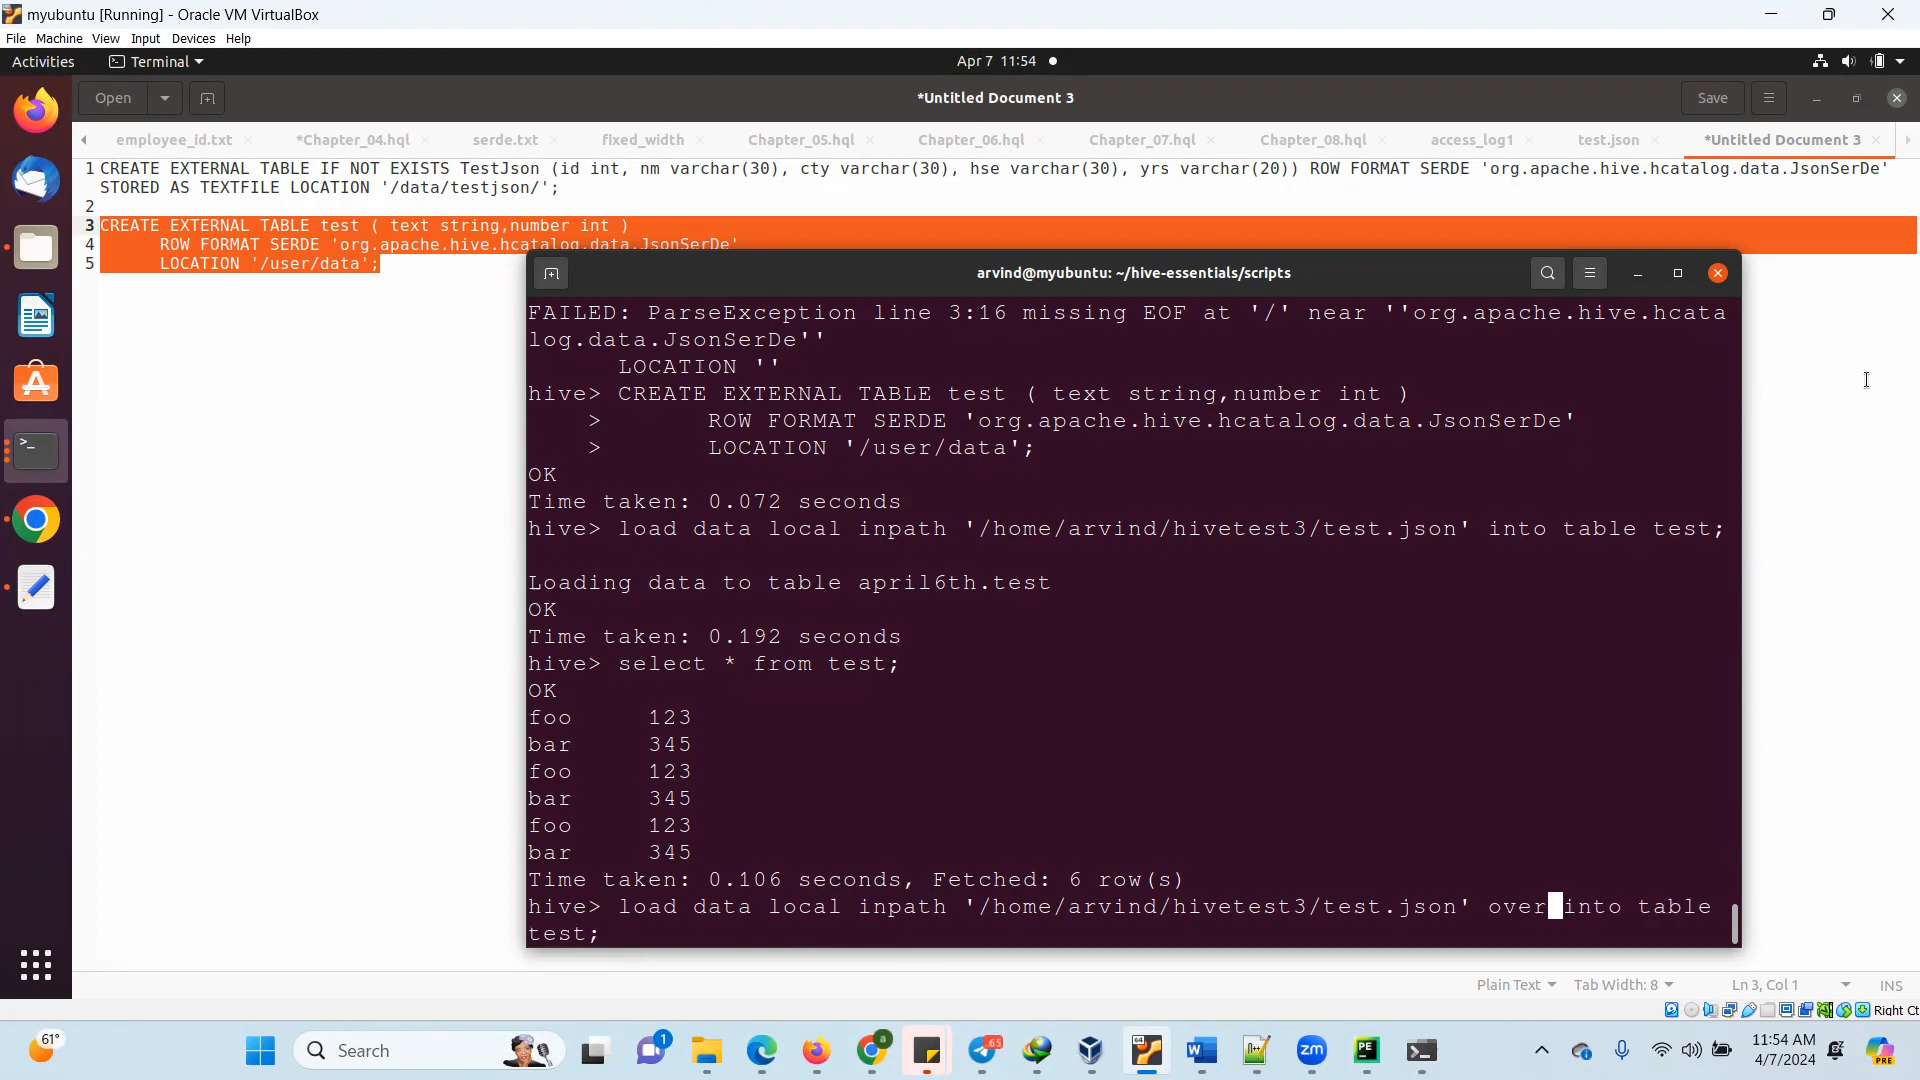 myubuntu [Running] - Oracle VM VirtualBox
File Machine View Input Devices Help
Activities Terminal Apr 7 11:54
Open *Untitled Document 3 Save
employee_id.txt *Chapter_04.hql serde.txt fixed_width Chapter_05.hql Chapter_06.hql Chapter_07.hql Chapter_08.hql access_log1 test.json *Untitled Document 3
1 CREATE EXTERNAL TABLE IF NOT EXISTS TestJson (id int, nm varchar(30), cty varchar(30), hse varchar(30), yrs varchar(20)) ROW FORMAT SERDE 'org.apache.hive.hcatalog.data.JsonSerDe'
STORED AS TEXTFILE LOCATION '/data/testjson/';
2
3 CREATE EXTERNAL TABLE test ( text string,number int )
4 ROW FORMAT SERDE 'org.apache.hive.hcatalog.data.JsonSerDe'
5 LOCATION '/user/data';
arvind@myubuntu: ~/hive-essentials/scripts
FAILED: ParseException line 3:16 missing EOF at '/' near ''org.apache.hive.hcata
log.data.JsonSerDe''
LOCATION ''
hive> CREATE EXTERNAL TABLE test ( text string,number int )
> ROW FORMAT SERDE 'org.apache.hive.hcatalog.data.JsonSerDe'
> LOCATION '/user/data';
OK
Time taken: 0.072 seconds
hive> load data local inpath '/home/arvind/hivetest3/test.json' into table test;
Loading data to table april6th.test
OK
Time taken: 0.192 seconds
hive> select * from test;
OK
foo 123
bar 345
foo 123
bar 345
foo 123
bar 345
Time taken: 0.106 seconds, Fetched: 6 row(s)
hive> load data local inpath '/home/arvind/hivetest3/test.json' over into table
test;
Plain Text Tab Width: 8 Ln 3, Col 1 INS
Right Ct
61° Search 1 a 65 64 W zm PE 11:54 AM PRE
4/7/2024